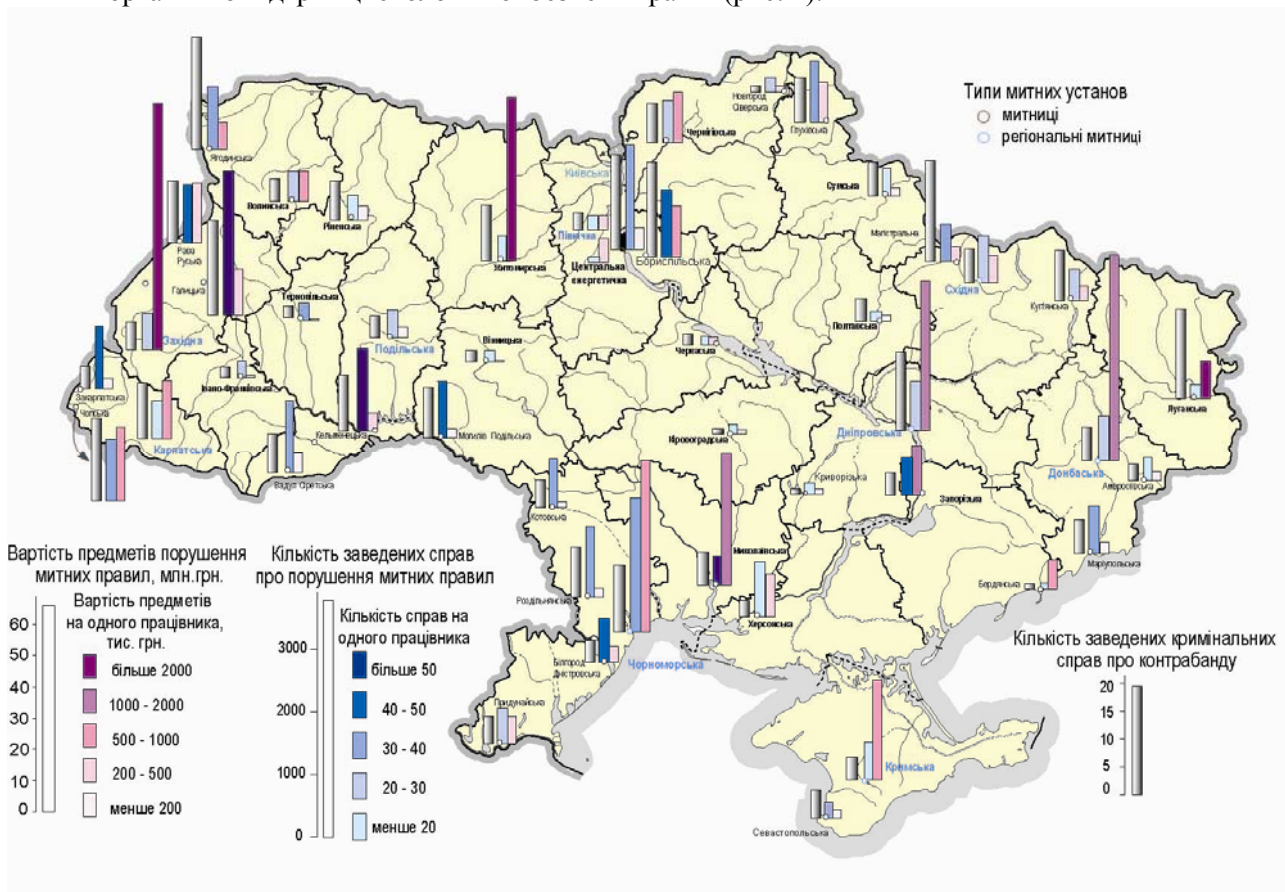 Типи митних установ
митниці
регіональні митниці
Новгород
Сіверська
Глухівська
Чернігівська
Ягодинська
Київська
Волинська
Рівненська
Сумська
Магістральна
Північна
Рава
Руська
Житомирська
Центральна
енергетична
Бориспільська
Галицька
Тернопільська
Східна
Куп'янська
Західна
Подільська
Вінницька
Полтавська
Черкаська
Івано-Франківська
Закарпатська
Чопська
Луганська
Карпатська
Кельменецька
Могилів Подільська
Кіровоградська
Дніпровська
Донбаська
Вадул Сіретська
Криворізька
Амвросіївська
Запорізька
Котовська
Миколаївська
Маріупольська
Бердянська
Роздільнянська
Херсонська
Білгород
Дністровська
Чорноморська
Придунайська
Кримська
Севастопольська
Вартість предметів порушення
митних правил, млн.грн.
60
50
40
30
20
10
0
Вартість предметів
на одного працівника,
тис. грн.
більше 2000
1000 - 2000
500 - 1000
200 - 500
менше 200
Кількість заведених справ
про порушення митних правил
3000
2000
1000
0
Кількість справ на
одного працівника
більше 50
40 - 50
30 - 40
20 - 30
менше 20
Кількість заведених кримінальних
справ про контрабанду
20
15
10
5
0